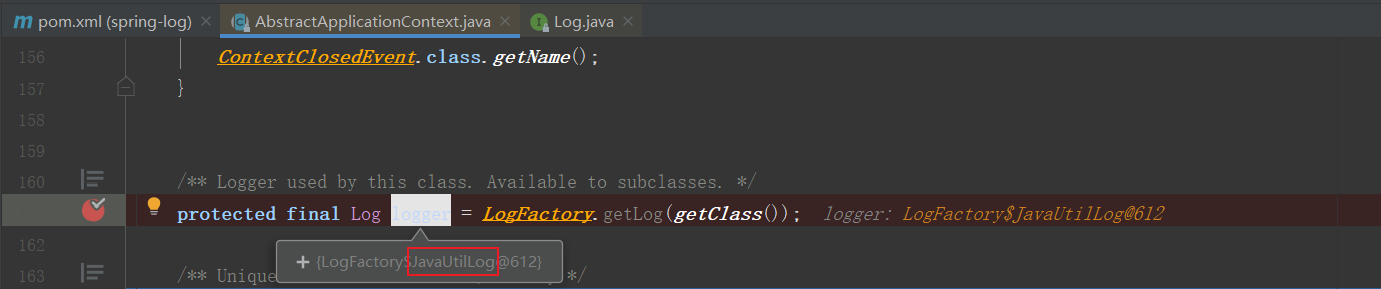 pom.xml (spring-log) × AbstractApplicationContext.java × Log.java ×
156 ContextClosedEvent.class.getName();
157 }
158
159
160 /** Logger used by this class. Available to subclasses. */
protected final Log logger = LogFactory.getLog(getClass()); logger: LogFactory$JavaUtilLog@612
162 + {LogFactory$JavaUtilLog@612}
163 /** Unique */